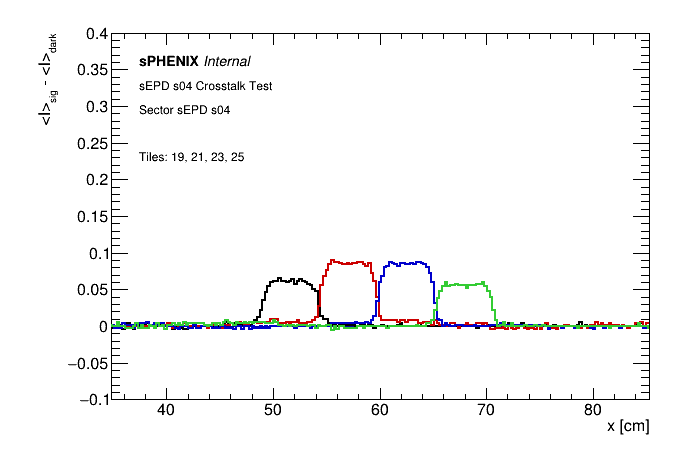 <I>sig - <I>dark
0.4
0.35
0.3
0.25
0.2
0.15
0.1
0.05
0
−0.05
−0.1
sPHENIX Internal
sEPD s04 Crosstalk Test
Sector sEPD s04
Tiles: 19, 21, 23, 25
40 50 60 70 80
x [cm]